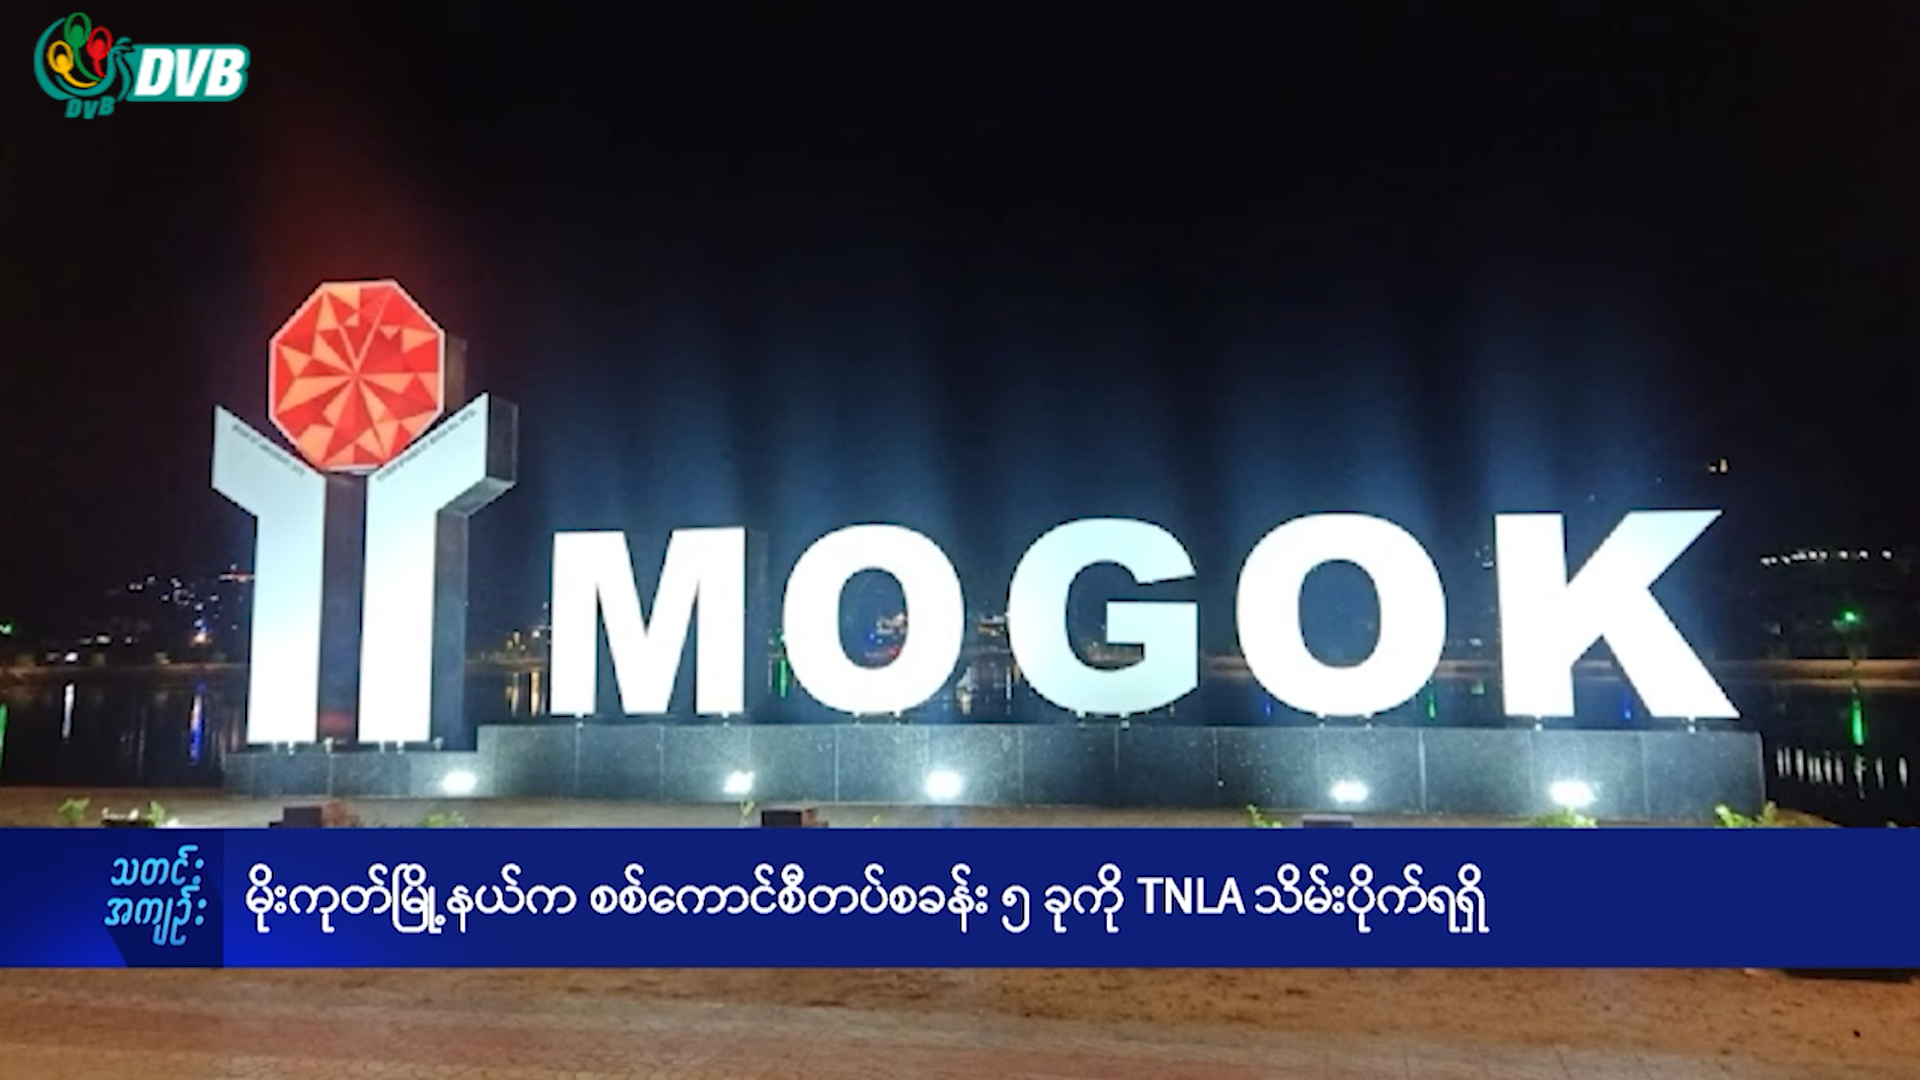 DVB
DVB
MOGOK
သတင်း
အကျဉ်း
မိုးကုတ်မြို့နယ်က စစ်ကောင်စီတပ်စခန်း ၅ ခုကို TNLA သိမ်းပိုက်ရရှိ